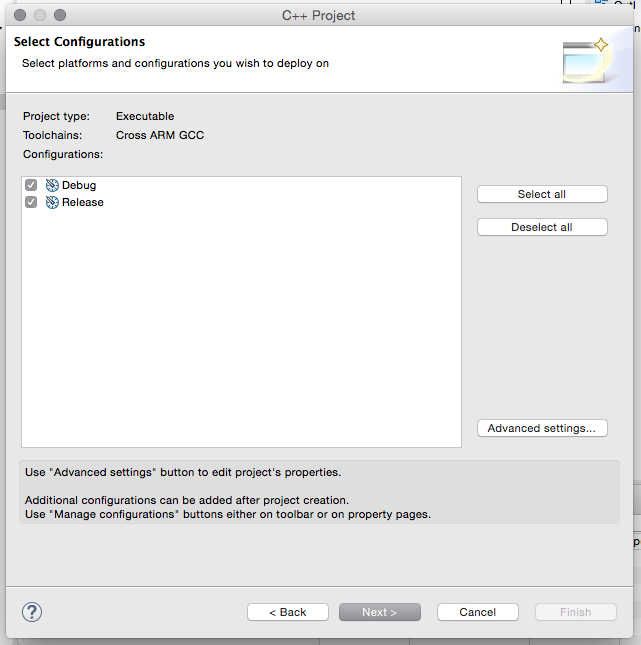 C++ Project
Select Configurations
Select platforms and configurations you wish to deploy on
Project type: Executable
Toolchains: Cross ARM GCC
Configurations:
Debug
Release
Select all
Deselect all
Advanced settings...
Use "Advanced settings" button to edit project's properties.
Additional configurations can be added after project creation.
Use "Manage configurations" buttons either on toolbar or on property pages.
?
< Back
Next >
Cancel
Finish